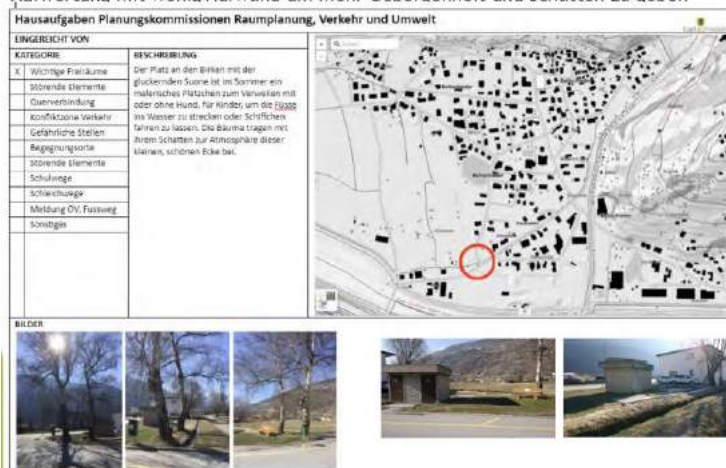 Hausaufgaben Planungskommissionen Raumplanung, Verkehr und Umwelt
EINGEREICHT VON
KATEGORIE
X Wichtige Freiräume
Störende Elemente
Querverbindung
Konfliktzone Verkehr
Gefährliche Stellen
Begegnungsorte
Störende Elemente
Schulwege
Schleichwege
Meldung ÖV, Fussweg
Sonstiges
BESCHREIBUNG
Der Platz an den Birken mit der
gluckernden Suone ist im Sommer ein
malerisches Plätzchen zum Verweilen mit
oder ohne Hund, für Kinder, um die Füsse
ins Wasser zu strecken oder Schiffchen
fahren zu lassen. Die Bäume tragen mit
ihrem Schatten zur Atmosphäre dieser
kleinen, schönen Ecke bei.
BILDER